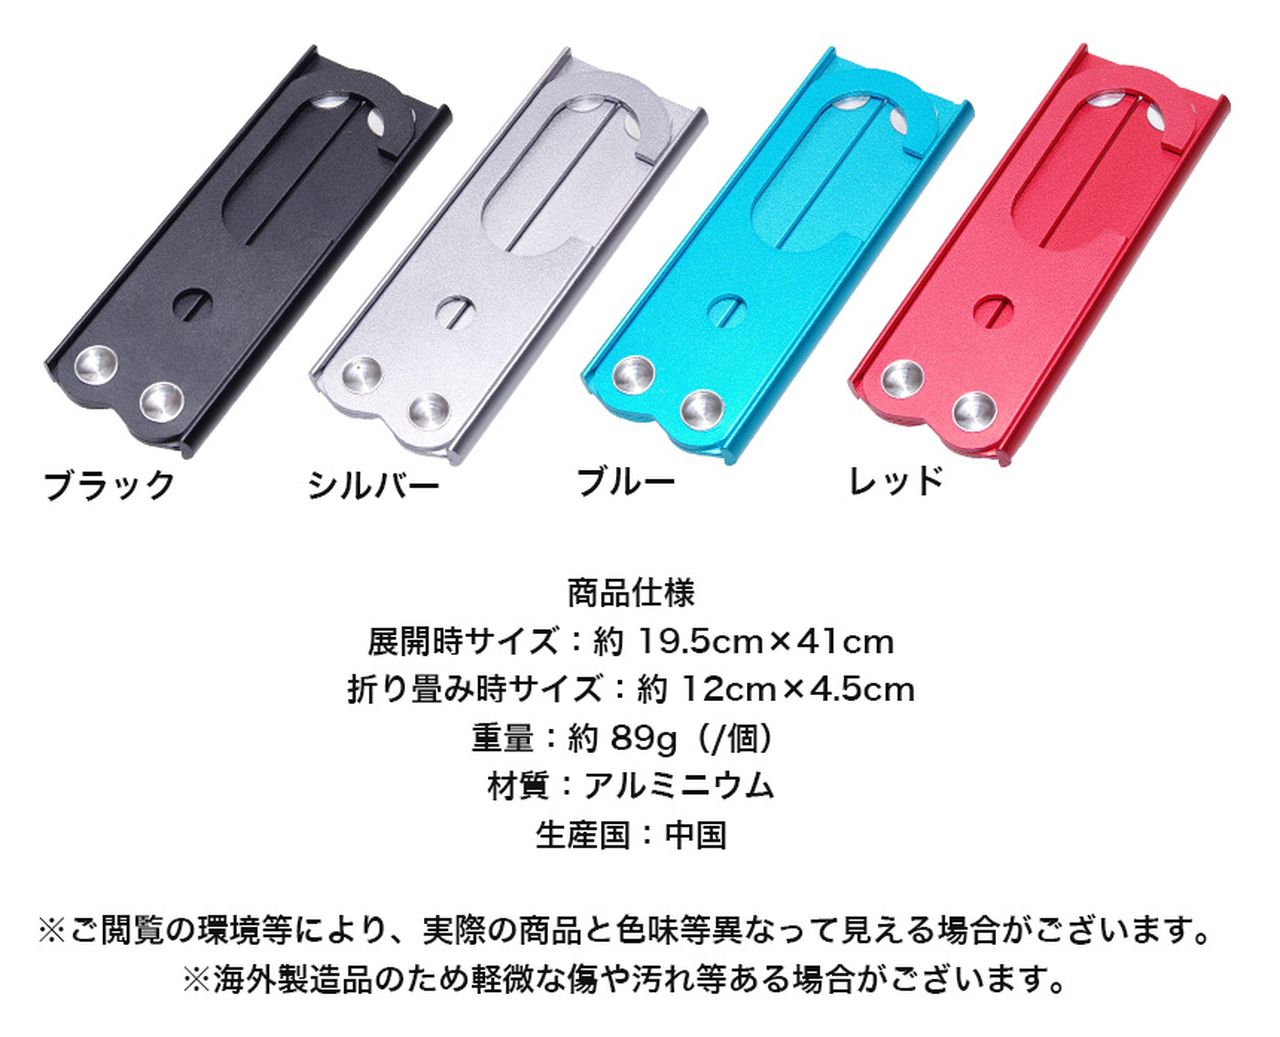 ブラック
シルバー
ブルー
レッド
商品仕様
展開時サイズ：約 19.5cm×41cm
折り畳み時サイズ：約 12cm×4.5cm
重量：約 89g（/個）
材質：アルミニウム
生産国：中国
※ご閲覧の環境等により、実際の商品と色味等異なって見える場合がございます。
※海外製造品のため軽微な傷や汚れ等ある場合がございます。